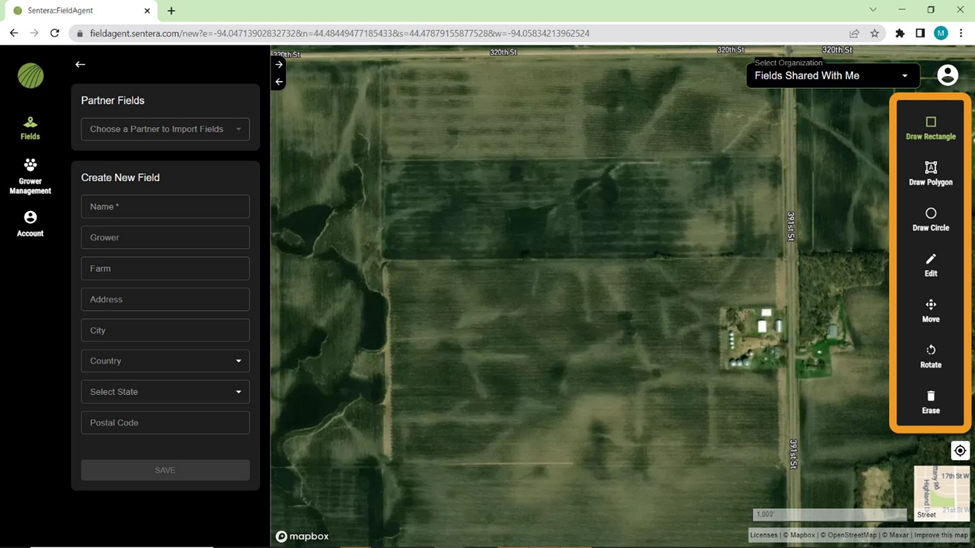 Sentera::FieldAgent
fieldagent.sentera.com/new?e=-94.04713902832732&n=44.48449477185433&s=44.47879155877528&w=-94.05834213962524
M
320th St
320th St
320th St
320th St
Select Organization
Fields Shared With Me
Partner Fields
Choose a Partner to Import Fields
Fields
Grower
Management
Account
Create New Field
Name *
Grower
Farm
Address
City
Country
Select State
Postal Code
SAVE
391st St
391st St
Draw Rectangle
A
Draw Polygon
Draw Circle
Edit
Move
Rotate
Erase
17th St W
Highland
Street
21st St W
1,000'
mapbox
Licenses | © Mapbox | © OpenStreetMap | © Maxar | Improve this map